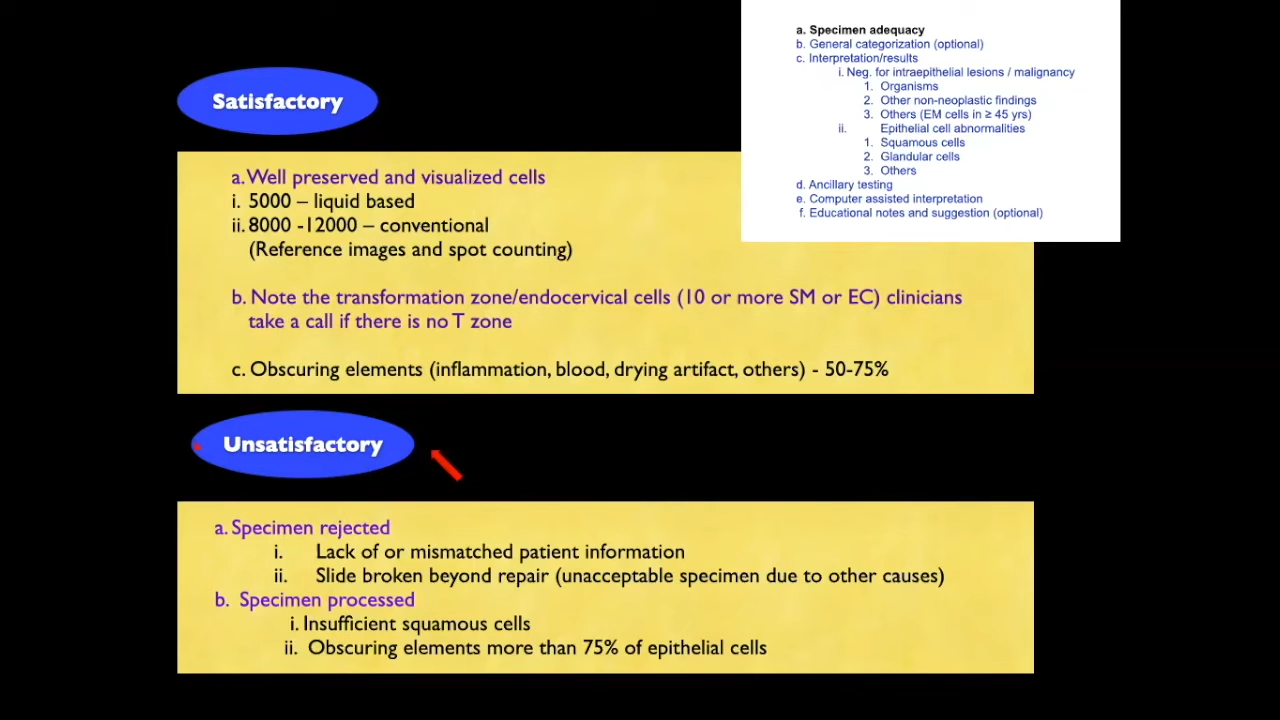 a. Specimen adequacy
b. General categorization (optional)
c. Interpretation/results
i. Neg. for intraepithelial lesions / malignancy
1. Organisms
2. Other non-neoplastic findings
3. Others (EM cells in ≥ 45 yrs)
ii. Epithelial cell abnormalities
1. Squamous cells
2. Glandular cells
3. Others
d. Ancillary testing
e. Computer assisted interpretation
f. Educational notes and suggestion (optional)
Satisfactory
a. Well preserved and visualized cells
i. 5000 – liquid based
ii. 8000 -12000 – conventional
(Reference images and spot counting)
b. Note the transformation zone/endocervical cells (10 or more SM or EC) clinicians
take a call if there is no T zone
c. Obscuring elements (inflammation, blood, drying artifact, others) - 50-75%
Unsatisfactory
a. Specimen rejected
i. Lack of or mismatched patient information
ii. Slide broken beyond repair (unacceptable specimen due to other causes)
b. Specimen processed
i. Insufficient squamous cells
ii. Obscuring elements more than 75% of epithelial cells